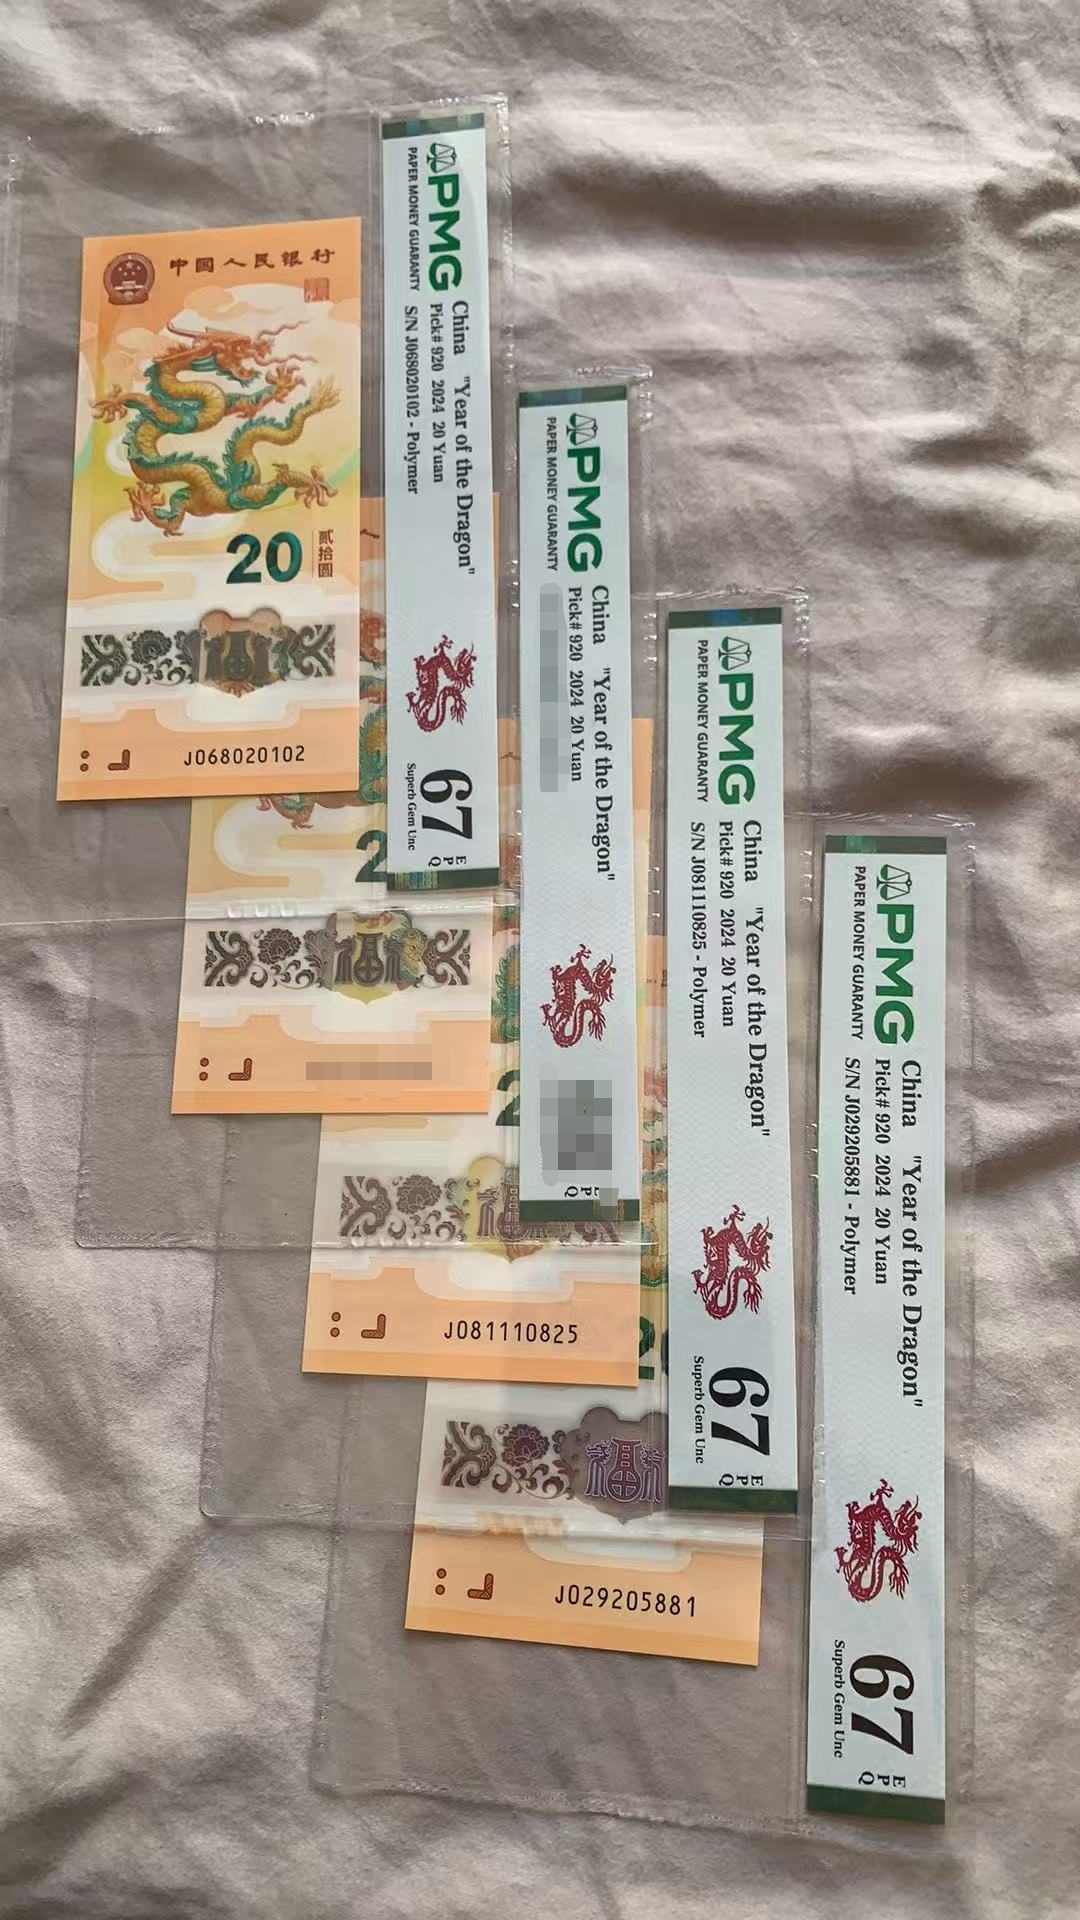 中国人民银行
20
贰拾圆
J068020102
PMG
PAPER MONEY GUARANTY
China "Year of the Dragon"
Pick# 920 2024 20 Yuan
S/N J068020102 - Polymer
67
EPQ
Superb Gem Unc
2
PMG
PAPER MONEY GUARANTY
China "Year of the Dragon"
Pick# 920 2024 20 Yuan
2
J081110825
PMG
PAPER MONEY GUARANTY
China "Year of the Dragon"
Pick# 920 2024 20 Yuan
S/N J081110825 - Polymer
67
EPQ
Superb Gem Unc
J029205881
PMG
PAPER MONEY GUARANTY
China "Year of the Dragon"
Pick# 920 2024 20 Yuan
S/N J029205881 - Polymer
67
EPQ
Superb Gem Unc